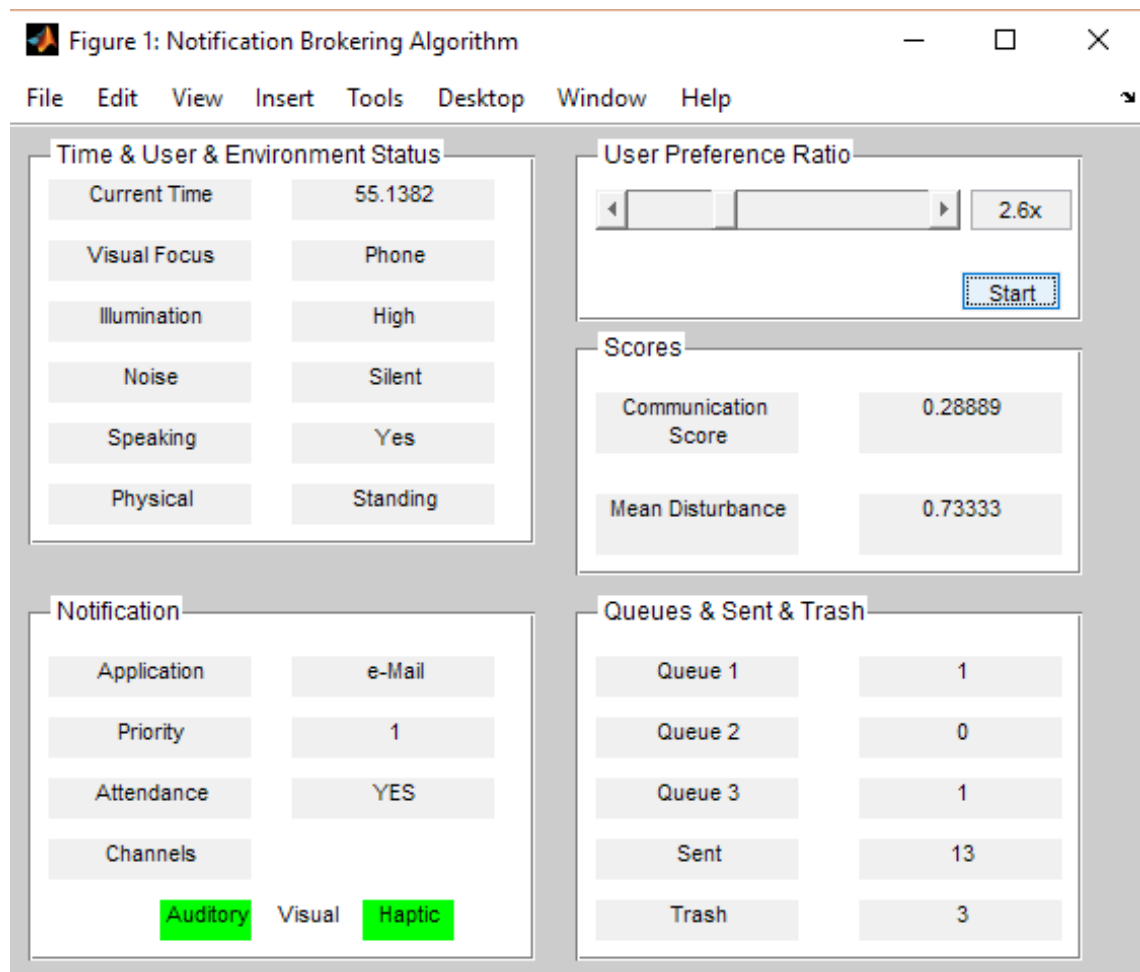 Figure 1: Notification Brokering Algorithm
File Edit View Insert Tools Desktop Window Help
Time & User & Environment Status
Current Time 55.1382
Visual Focus Phone
Illumination High
Noise Silent
Speaking Yes
Physical Standing
User Preference Ratio
2.6x
Start
Scores
Communication
Score
0.28889
Mean Disturbance 0.73333
Notification
Application e-Mail
Priority 1
Attendance YES
Channels
Auditory Visual Haptic
Queues & Sent & Trash
Queue 1 1
Queue 2 0
Queue 3 1
Sent 13
Trash 3